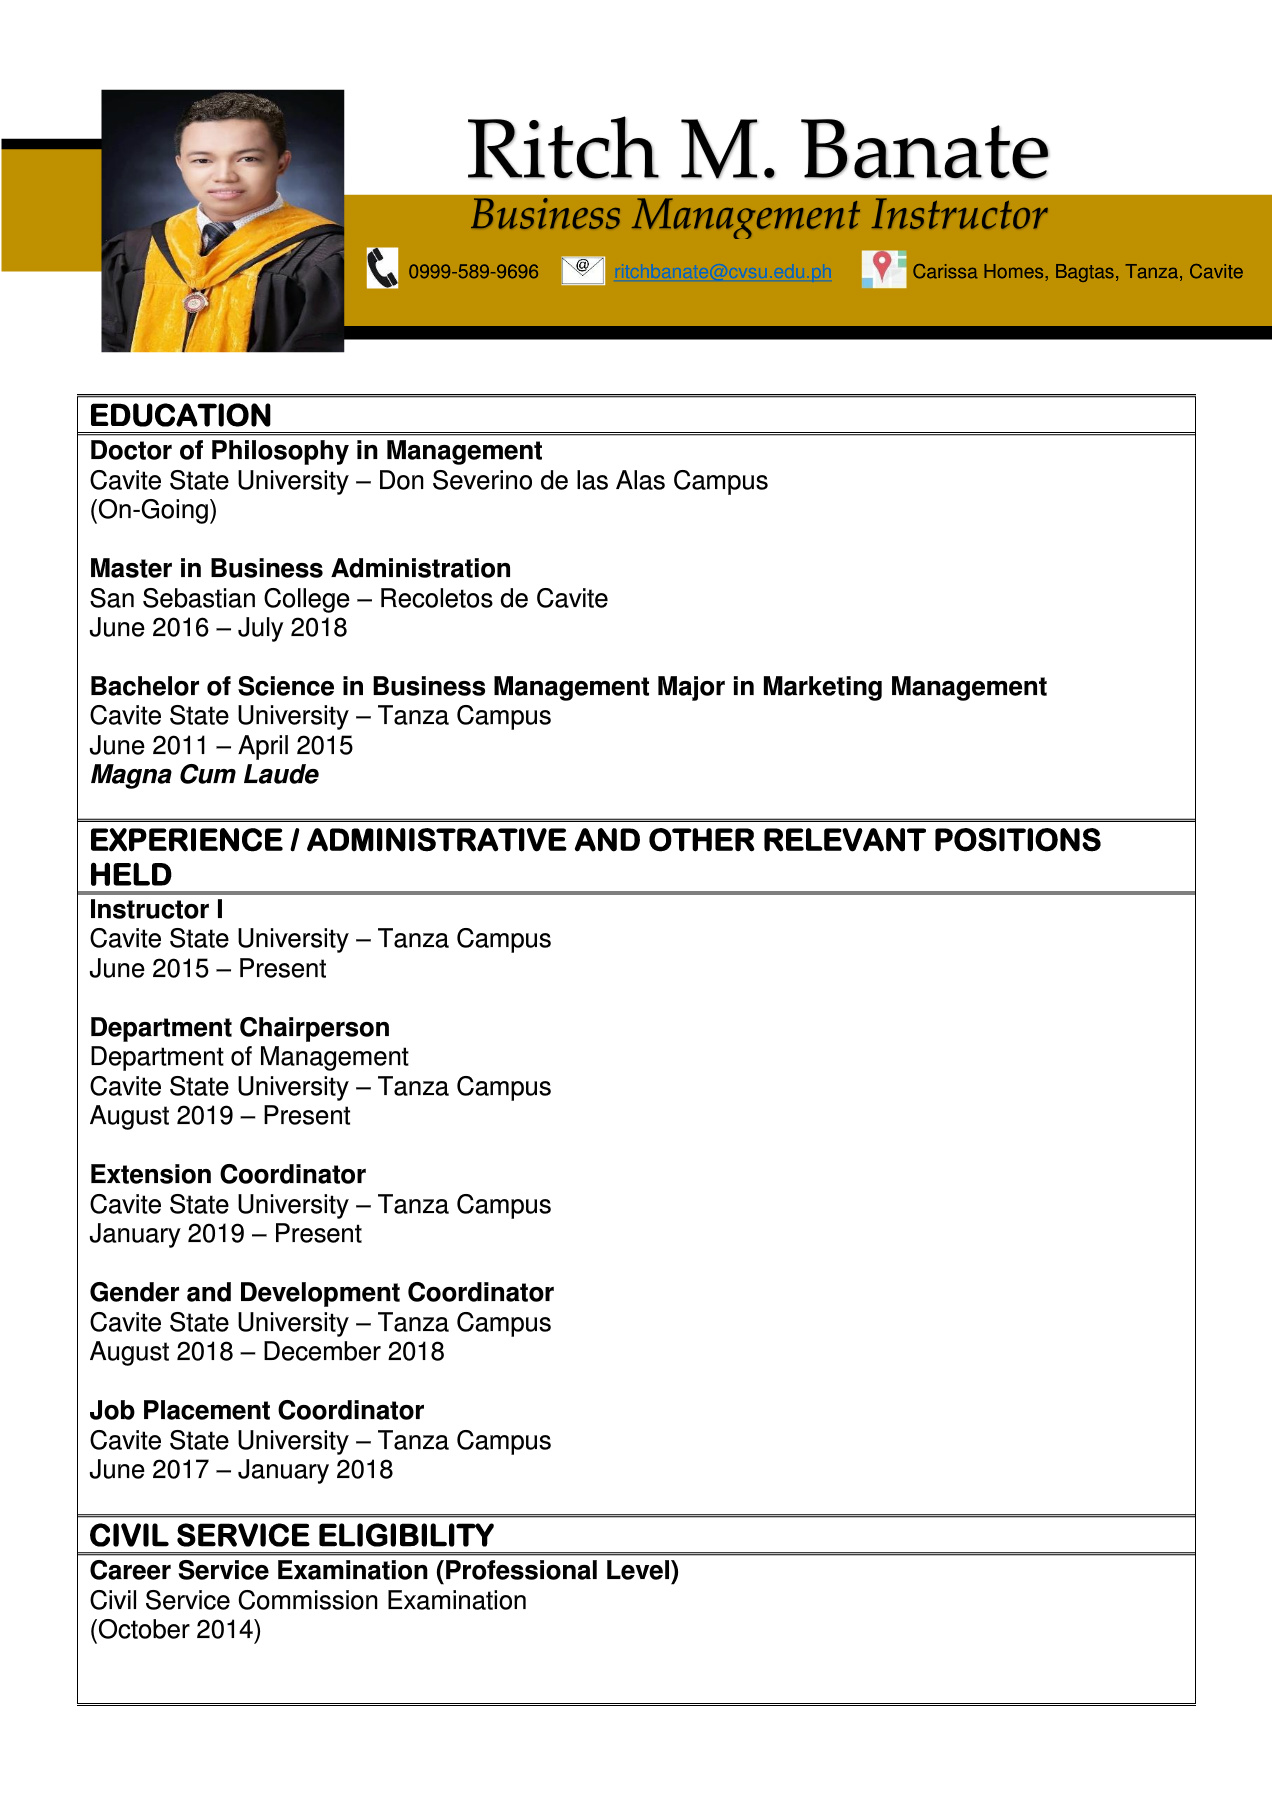 Ritch M. Banate
Business Management Instructor
0999-589-9696 @ ritchbanate@cvsu.edu.ph Carissa Homes, Bagtas, Tanza, Cavite
EDUCATION
Doctor of Philosophy in Management
Cavite State University – Don Severino de las Alas Campus
(On-Going)
Master in Business Administration
San Sebastian College – Recoletos de Cavite
June 2016 – July 2018
Bachelor of Science in Business Management Major in Marketing Management
Cavite State University – Tanza Campus
June 2011 – April 2015
Magna Cum Laude
EXPERIENCE / ADMINISTRATIVE AND OTHER RELEVANT POSITIONS
HELD
Instructor I
Cavite State University – Tanza Campus
June 2015 – Present
Department Chairperson
Department of Management
Cavite State University – Tanza Campus
August 2019 – Present
Extension Coordinator
Cavite State University – Tanza Campus
January 2019 – Present
Gender and Development Coordinator
Cavite State University – Tanza Campus
August 2018 – December 2018
Job Placement Coordinator
Cavite State University – Tanza Campus
June 2017 – January 2018
CIVIL SERVICE ELIGIBILITY
Career Service Examination (Professional Level)
Civil Service Commission Examination
(October 2014)